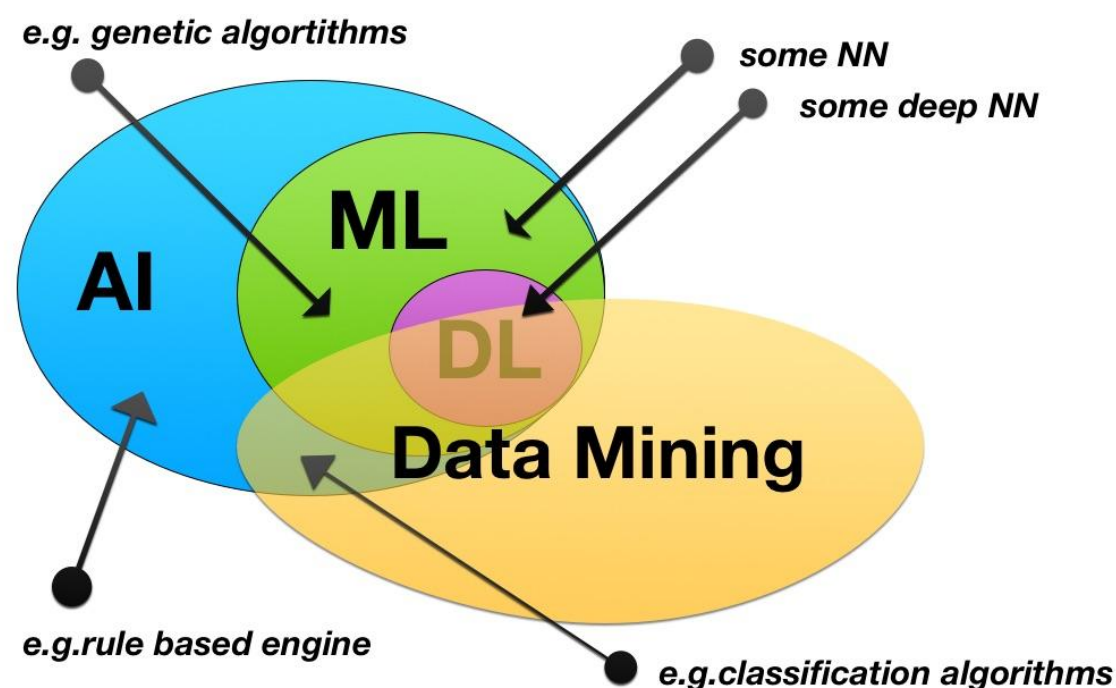 e.g. genetic algortithms
some NN
some deep NN
ML
AI
DL
Data Mining
e.g.rule based engine
e.g.classification algorithms